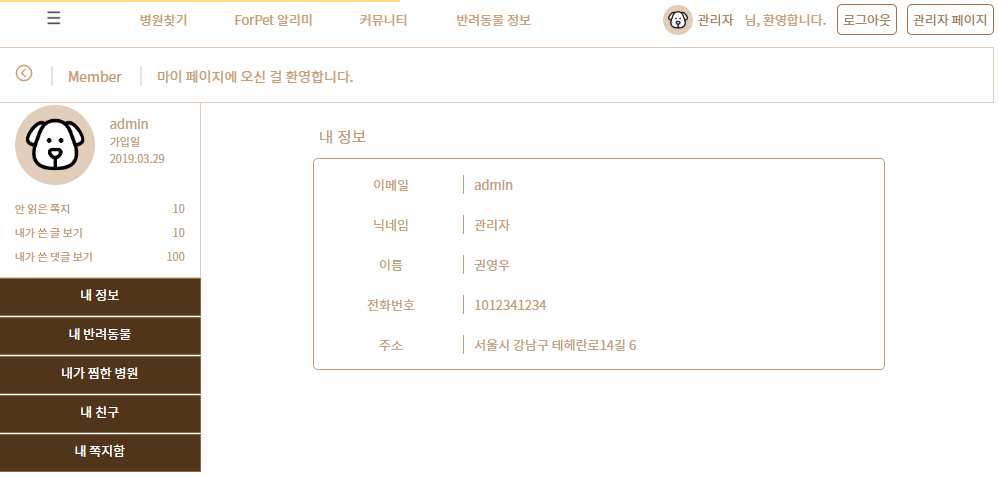 ☰ 병원찾기 ForPet 알리미 커뮤니티 반려동물 정보 관리자 님, 환영합니다. 로그아웃 관리자 페이지
Member 마이 페이지에 오신 걸 환영합니다.
admin
가입일
2019.03.29
안 읽은 쪽지 10
내가 쓴 글 보기 10
내가 쓴 댓글 보기 100
내 정보
내 반려동물
내가 찜한 병원
내 친구
내 쪽지함
내 정보
이메일 admin
닉네임 관리자
이름 권영우
전화번호 1012341234
주소 서울시 강남구 테헤란로14길 6